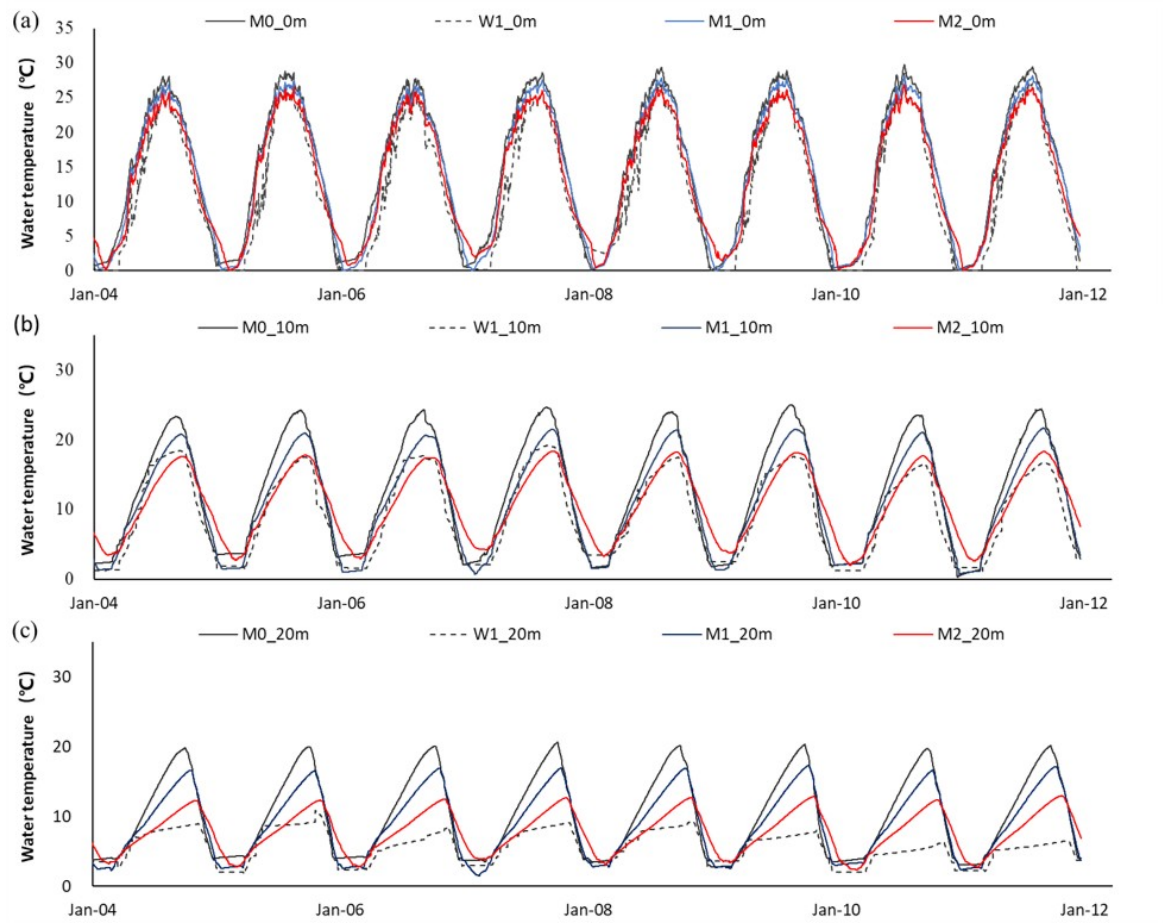 (a)
M0_0m W1_0m M1_0m M2_0m
Water temperature (℃)
35
30
25
20
15
10
5
0
Jan-04 Jan-06 Jan-08 Jan-10 Jan-12
(b)
M0_10m W1_10m M1_10m M2_10m
Water temperature (℃)
30
20
10
0
Jan-04 Jan-06 Jan-08 Jan-10 Jan-12
(c)
M0_20m W1_20m M1_20m M2_20m
Water temperature (℃)
30
20
10
0
Jan-04 Jan-06 Jan-08 Jan-10 Jan-12